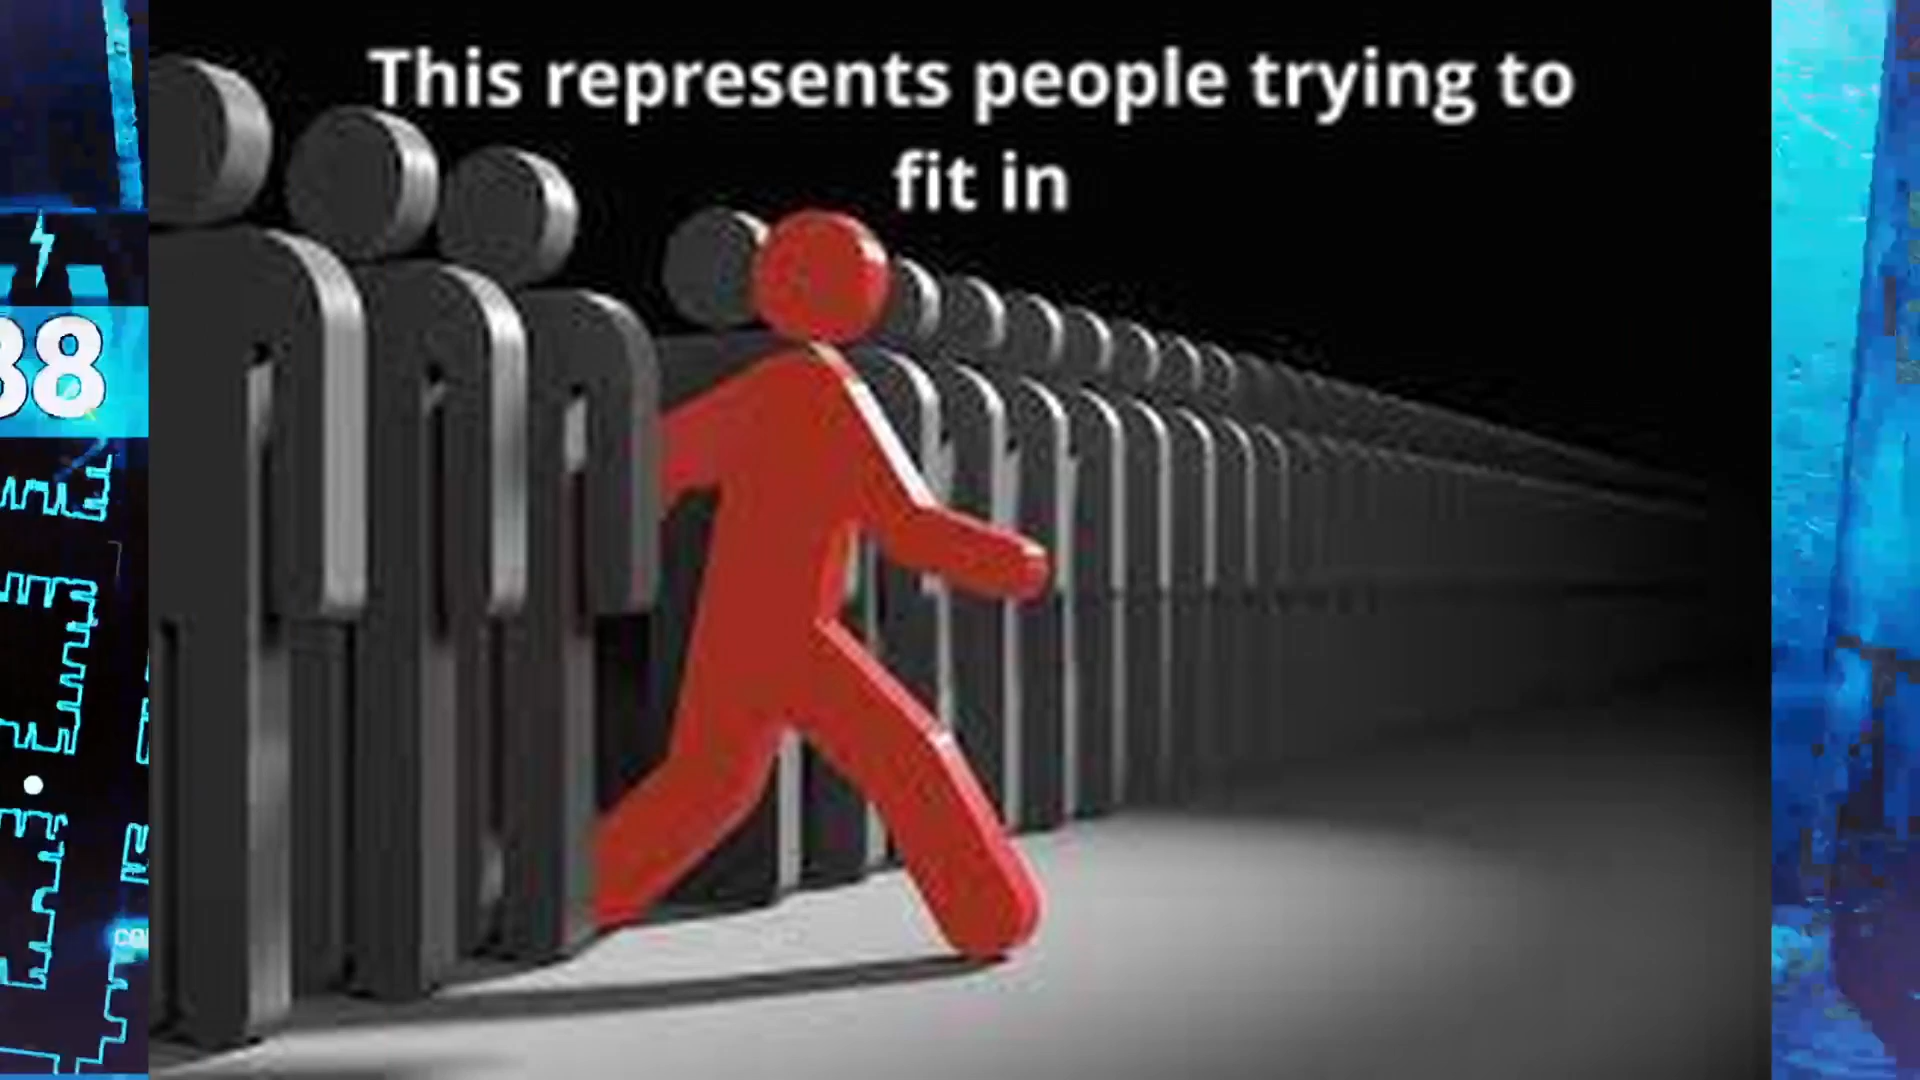 This represents people trying to
fit in
38